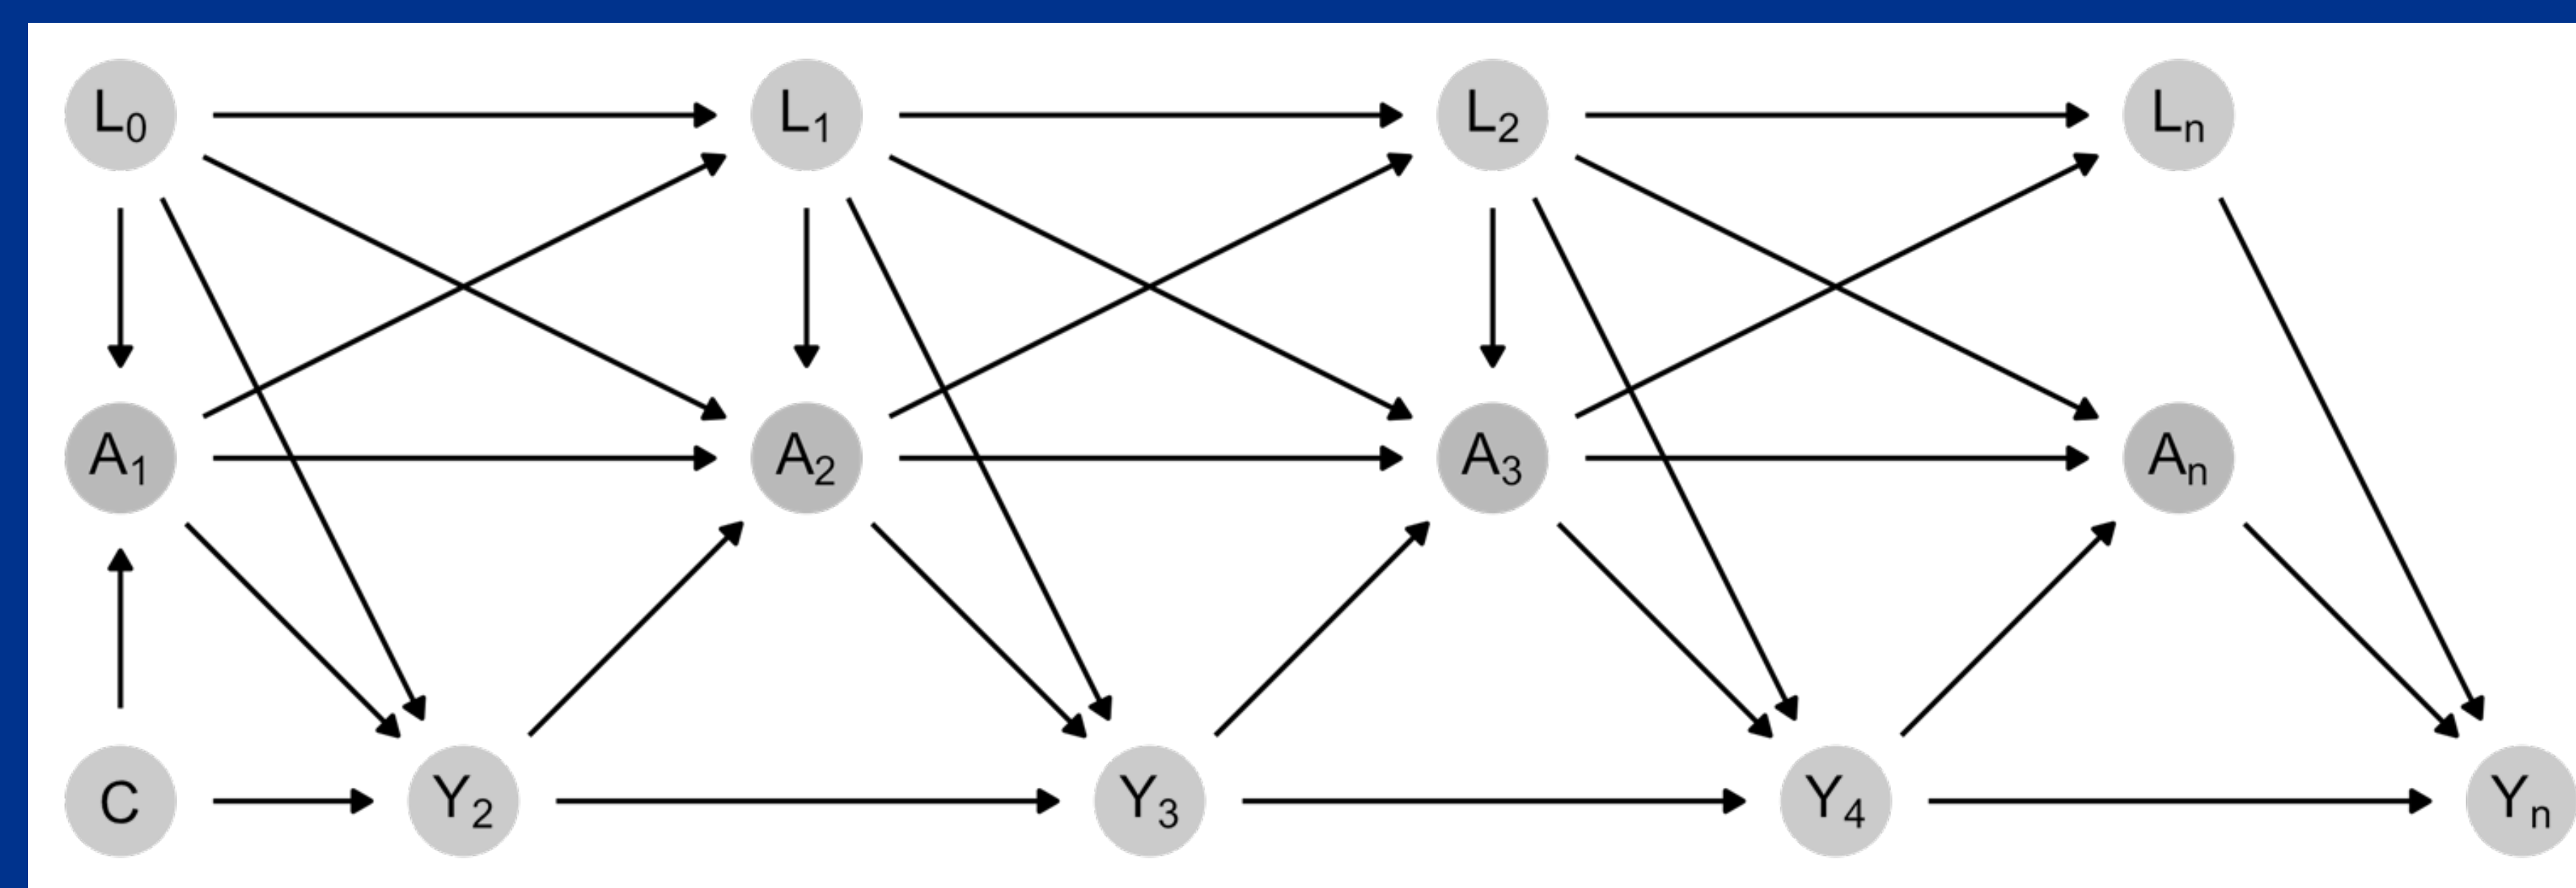 L₀ L₁ L₂ Lₙ
A₁ A₂ A₃ Aₙ
C Y₂ Y₃ Y₄ Yₙ